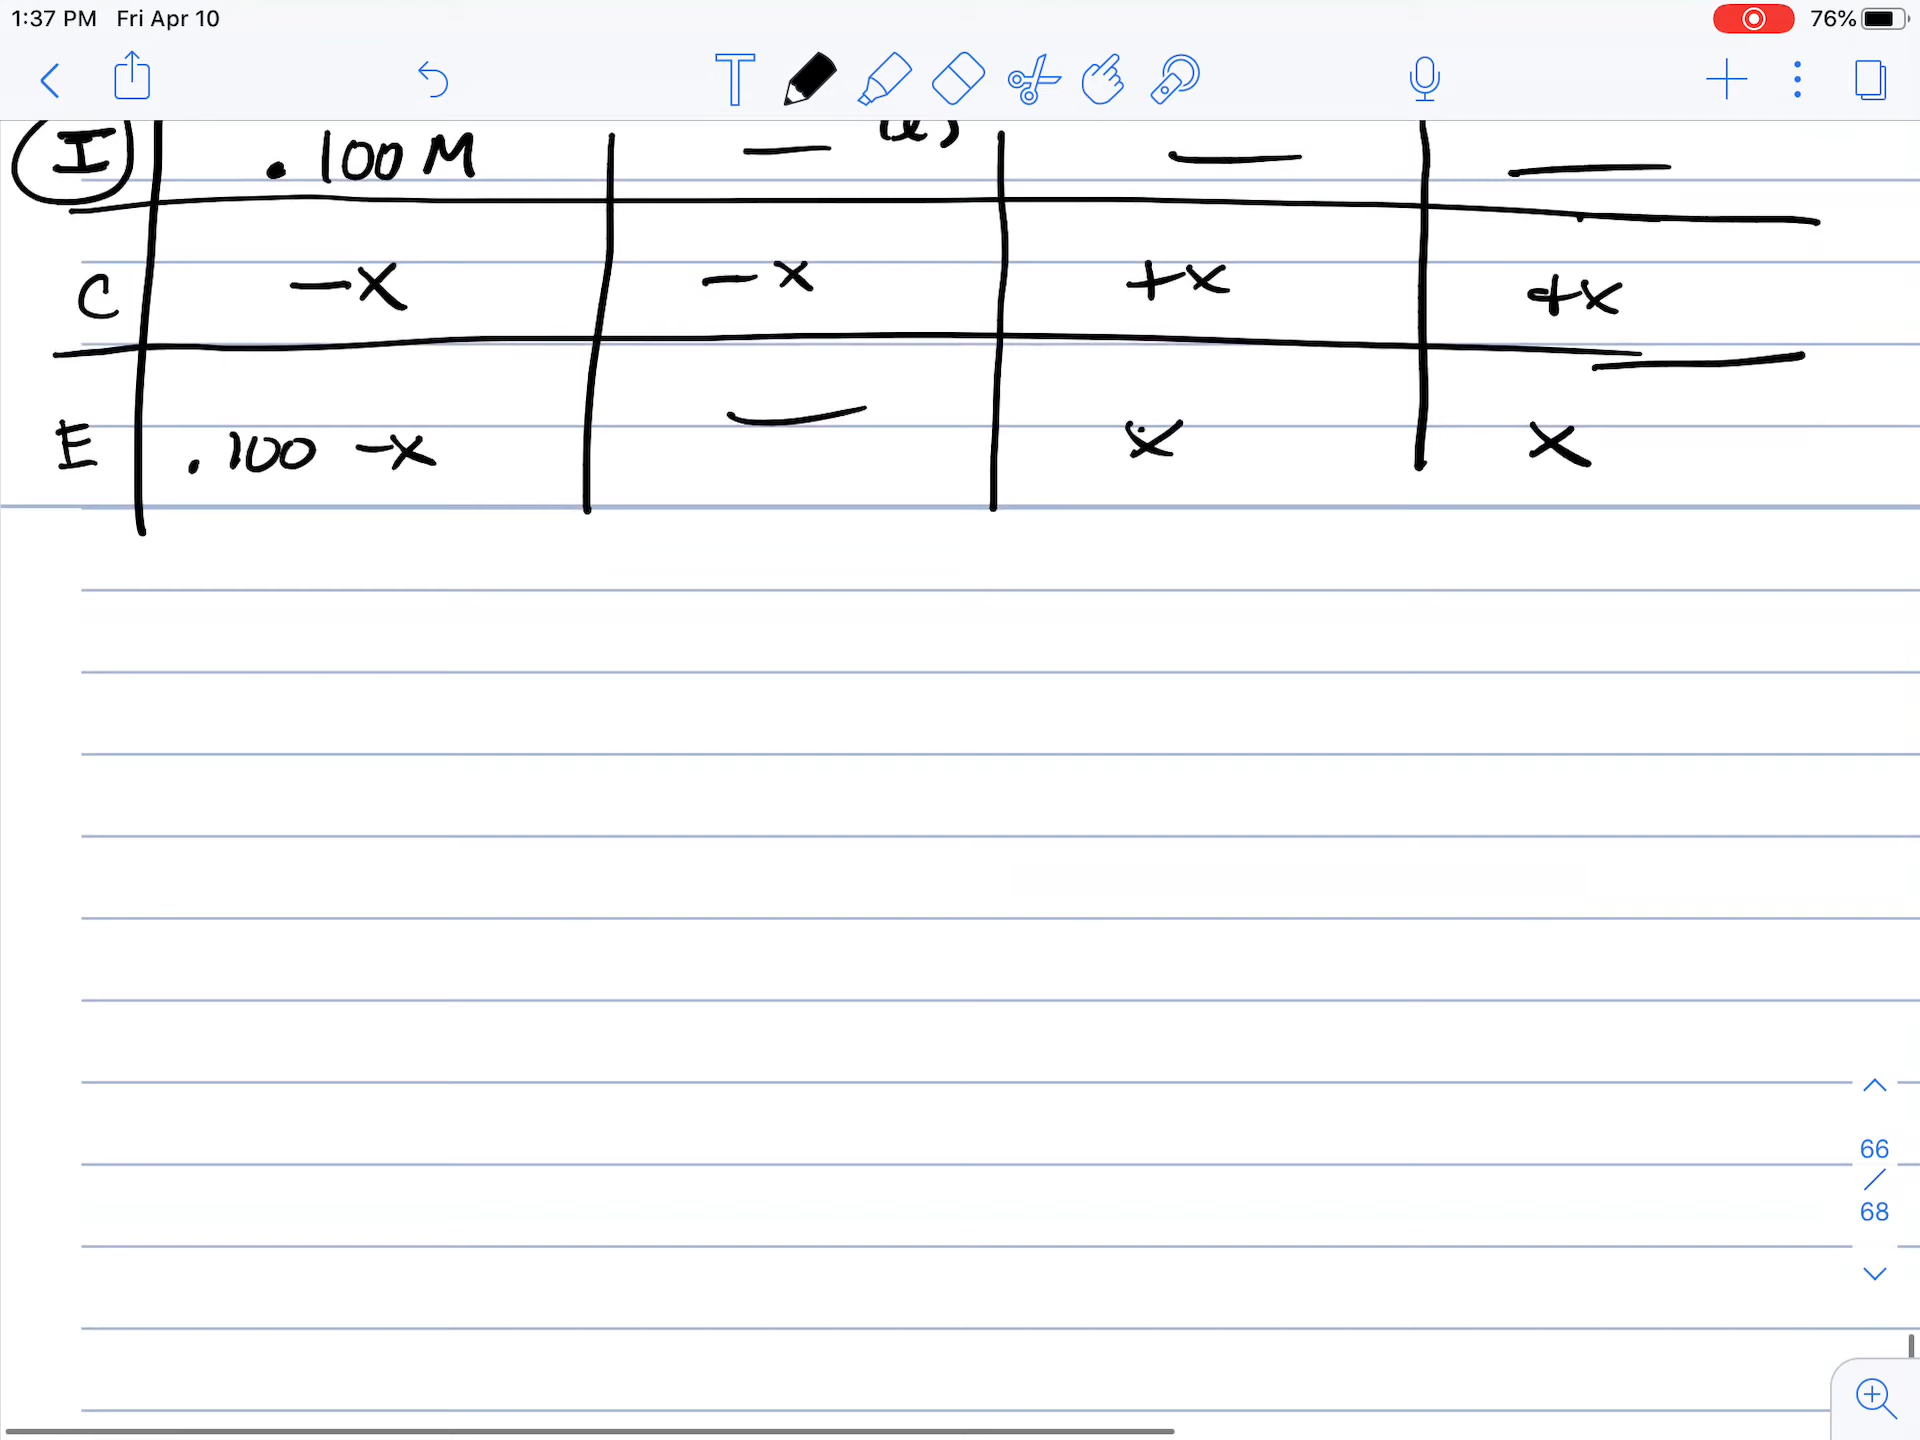 1:37 PM Fri Apr 10 76%
(l)
I .100 M — — —
C -x -x +x +x
E .100 -x — x x
66
/
68